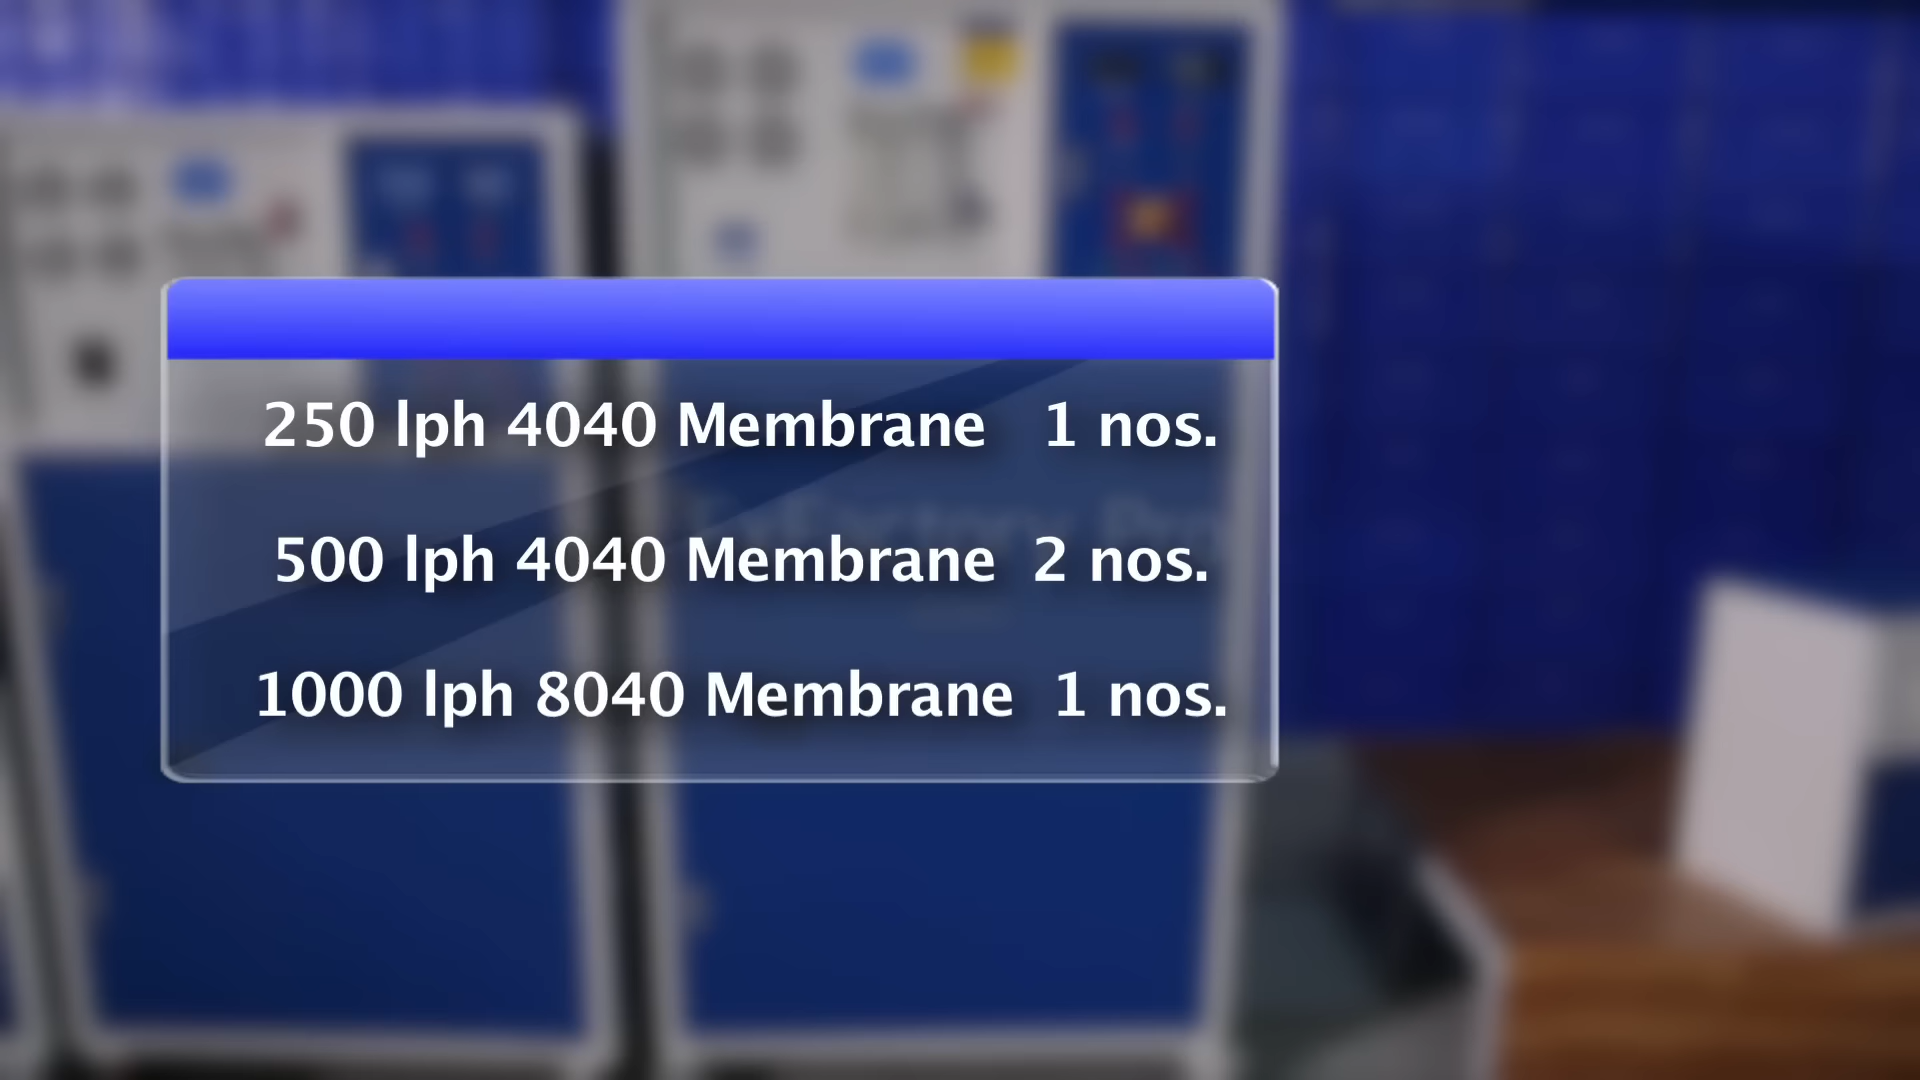 250 lph 4040 Membrane 1 nos.
500 lph 4040 Membrane 2 nos.
1000 lph 8040 Membrane 1 nos.